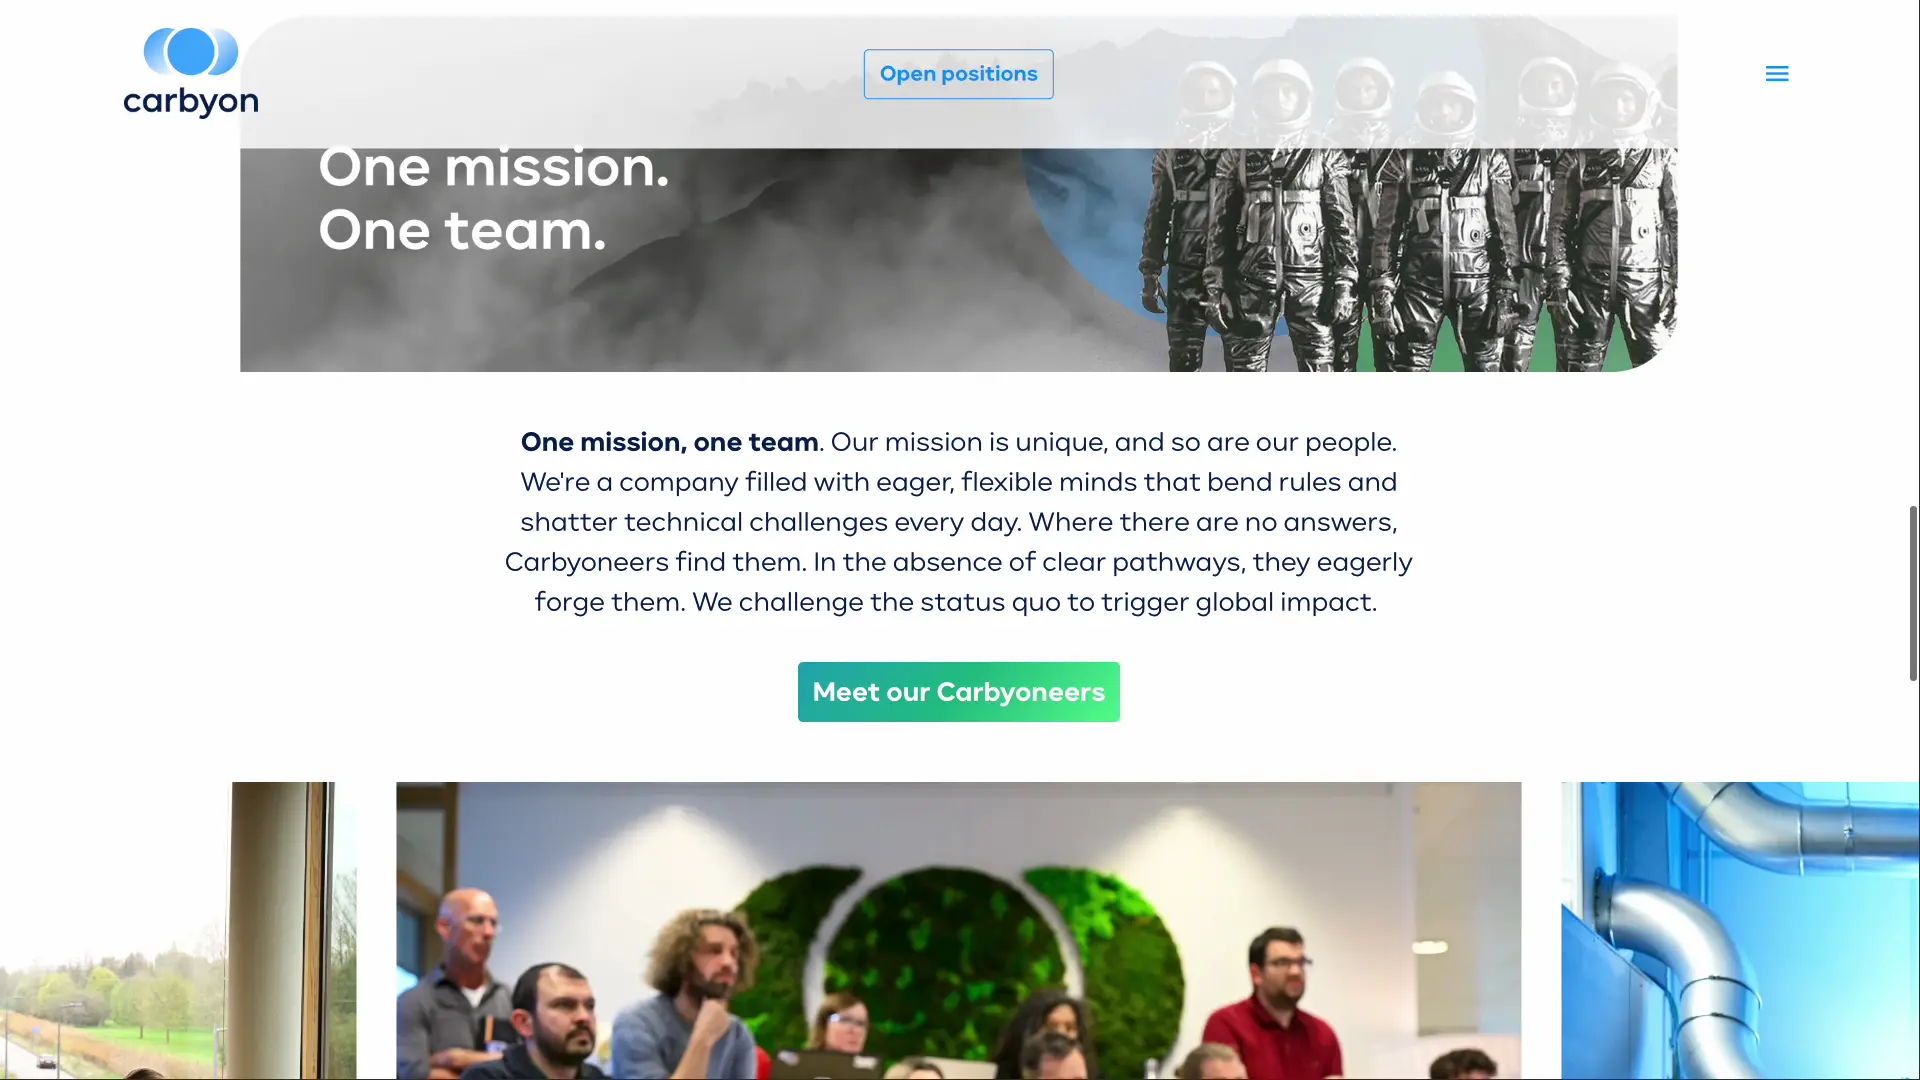 carbyon
Open positions
One mission.
One team.
One mission, one team. Our mission is unique, and so are our people.
We're a company filled with eager, flexible minds that bend rules and
shatter technical challenges every day. Where there are no answers,
Carbyoneers find them. In the absence of clear pathways, they eagerly
forge them. We challenge the status quo to trigger global impact.
Meet our Carbyoneers